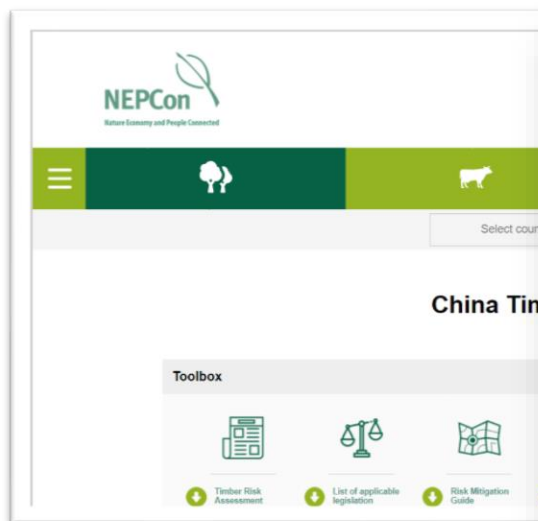 NEPCon
Nature Economy and People Connected
Select cour
China Tim
Toolbox
Timber Risk
Assessment
List of applicable
legislation
Risk Mitigation
Guide